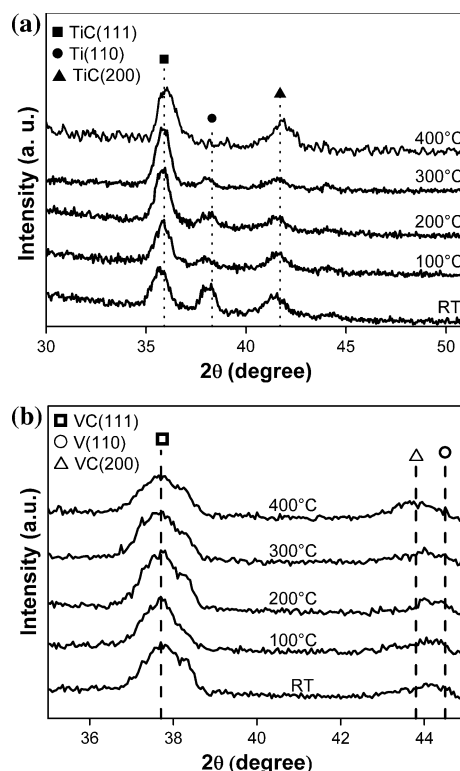 (a)
■ TiC(111)
● Ti(110)
▲ TiC(200)
400°C
300°C
200°C
100°C
RT
Intensity (a. u.)
30 35 40 45 50
2θ (degree)
(b)
VC(111)
V(110)
VC(200)
400°C
300°C
200°C
100°C
RT
Intensity (a.u.)
36 38 40 42 44
2θ (degree)